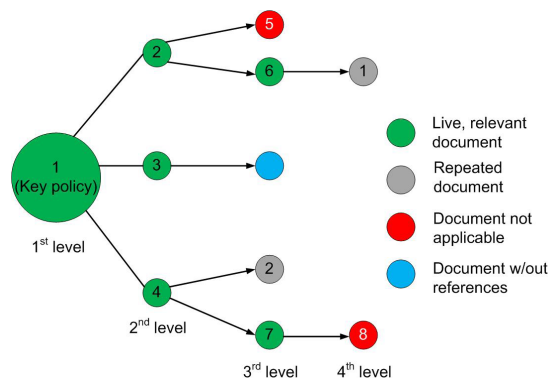 5
2
6
1
Live, relevant
document
1
(Key policy)
3
Repeated
document
1st level
Document not
applicable
2
4
Document w/out
references
2nd level
7
8
3rd level
4th level